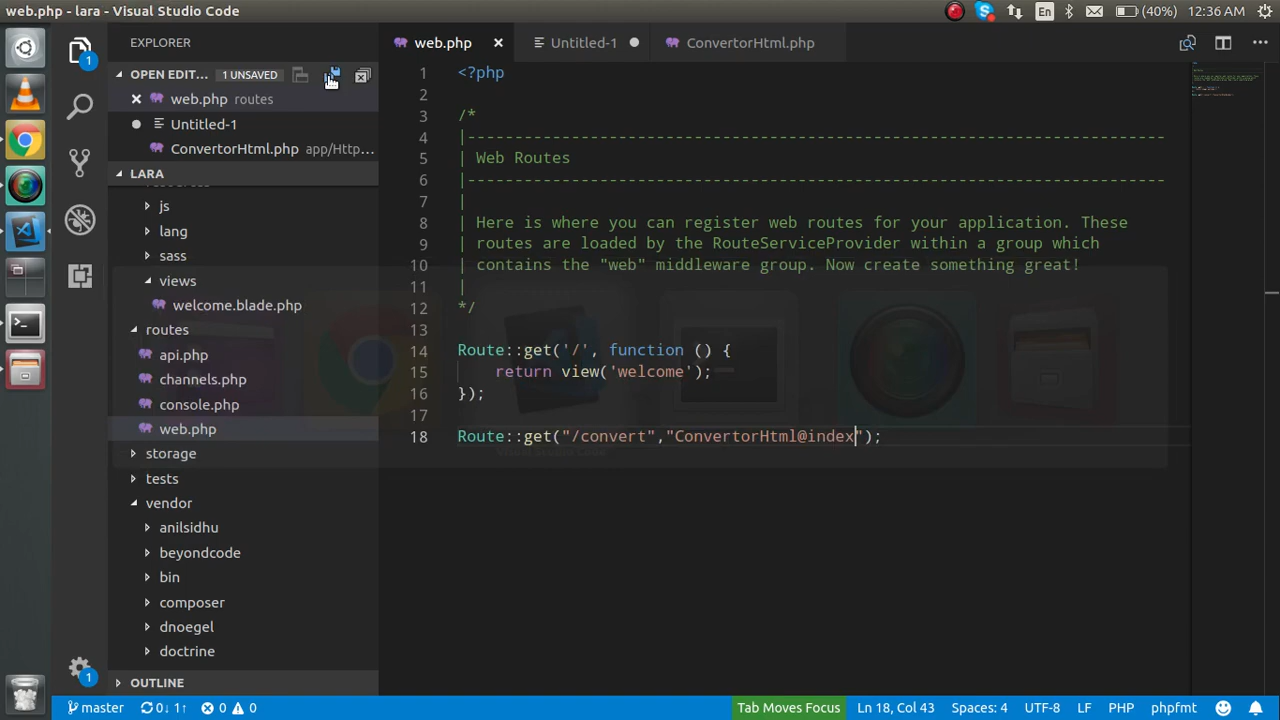 web.php - lara - Visual Studio Code
En
(40%)
12:36 AM
EXPLORER
1
OPEN EDIT...
1 UNSAVED
web.php routes
Untitled-1
ConvertorHtml.php app/Http...
LARA
resources
js
lang
sass
views
welcome.blade.php
routes
api.php
channels.php
console.php
web.php
storage
tests
vendor
anilsidhu
beyondcode
bin
composer
dnoegel
doctrine
OUTLINE
1
web.php
Untitled-1
ConvertorHtml.php
1 <?php
2
3 /*
4 |--------------------------------------------------------------------------
5 | Web Routes
6 |--------------------------------------------------------------------------
7 |
8 | Here is where you can register web routes for your application. These
9 | routes are loaded by the RouteServiceProvider within a group which
10 | contains the "web" middleware group. Now create something great!
11 |
12 */
13
14 Route::get('/', function () {
15 return view('welcome');
16 });
17
18 Route::get("/convert","ConvertorHtml@index");
Visual Studio Code
master
0↓ 1↑
0
0
Tab Moves Focus
Ln 18, Col 43
Spaces: 4
UTF-8
LF
PHP
phpfmt